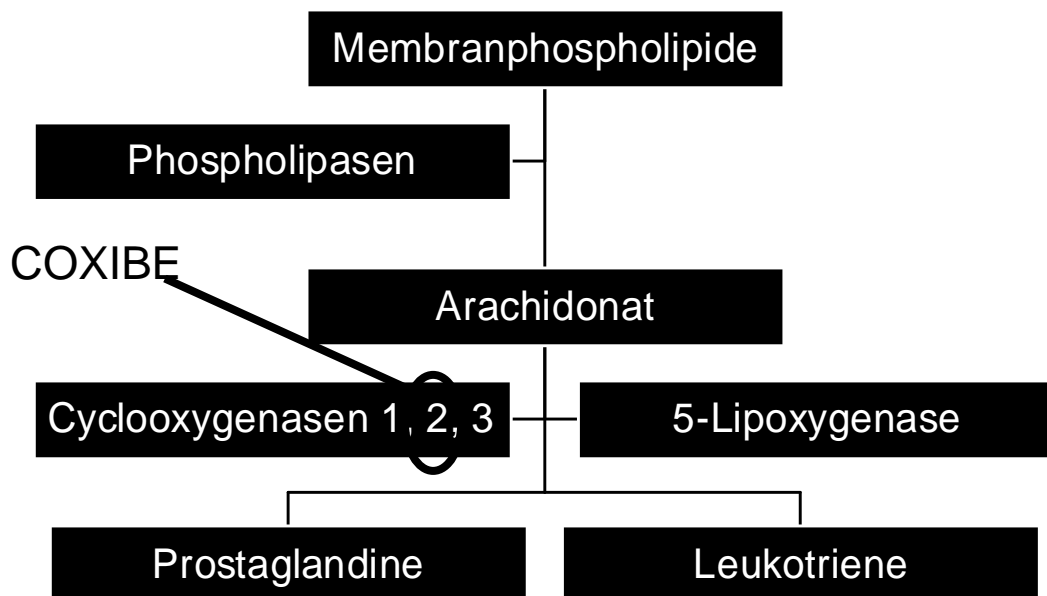 Membranphospholipide
Phospholipasen
COXIBE
Arachidonat
Cyclooxygenasen 1, 2, 3
5-Lipoxygenase
Prostaglandine
Leukotriene